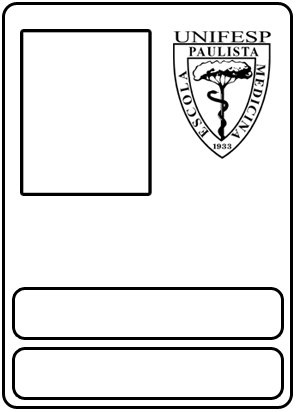 UNIFESP
PAULISTA
ESCOLA
MEDICINA
1933